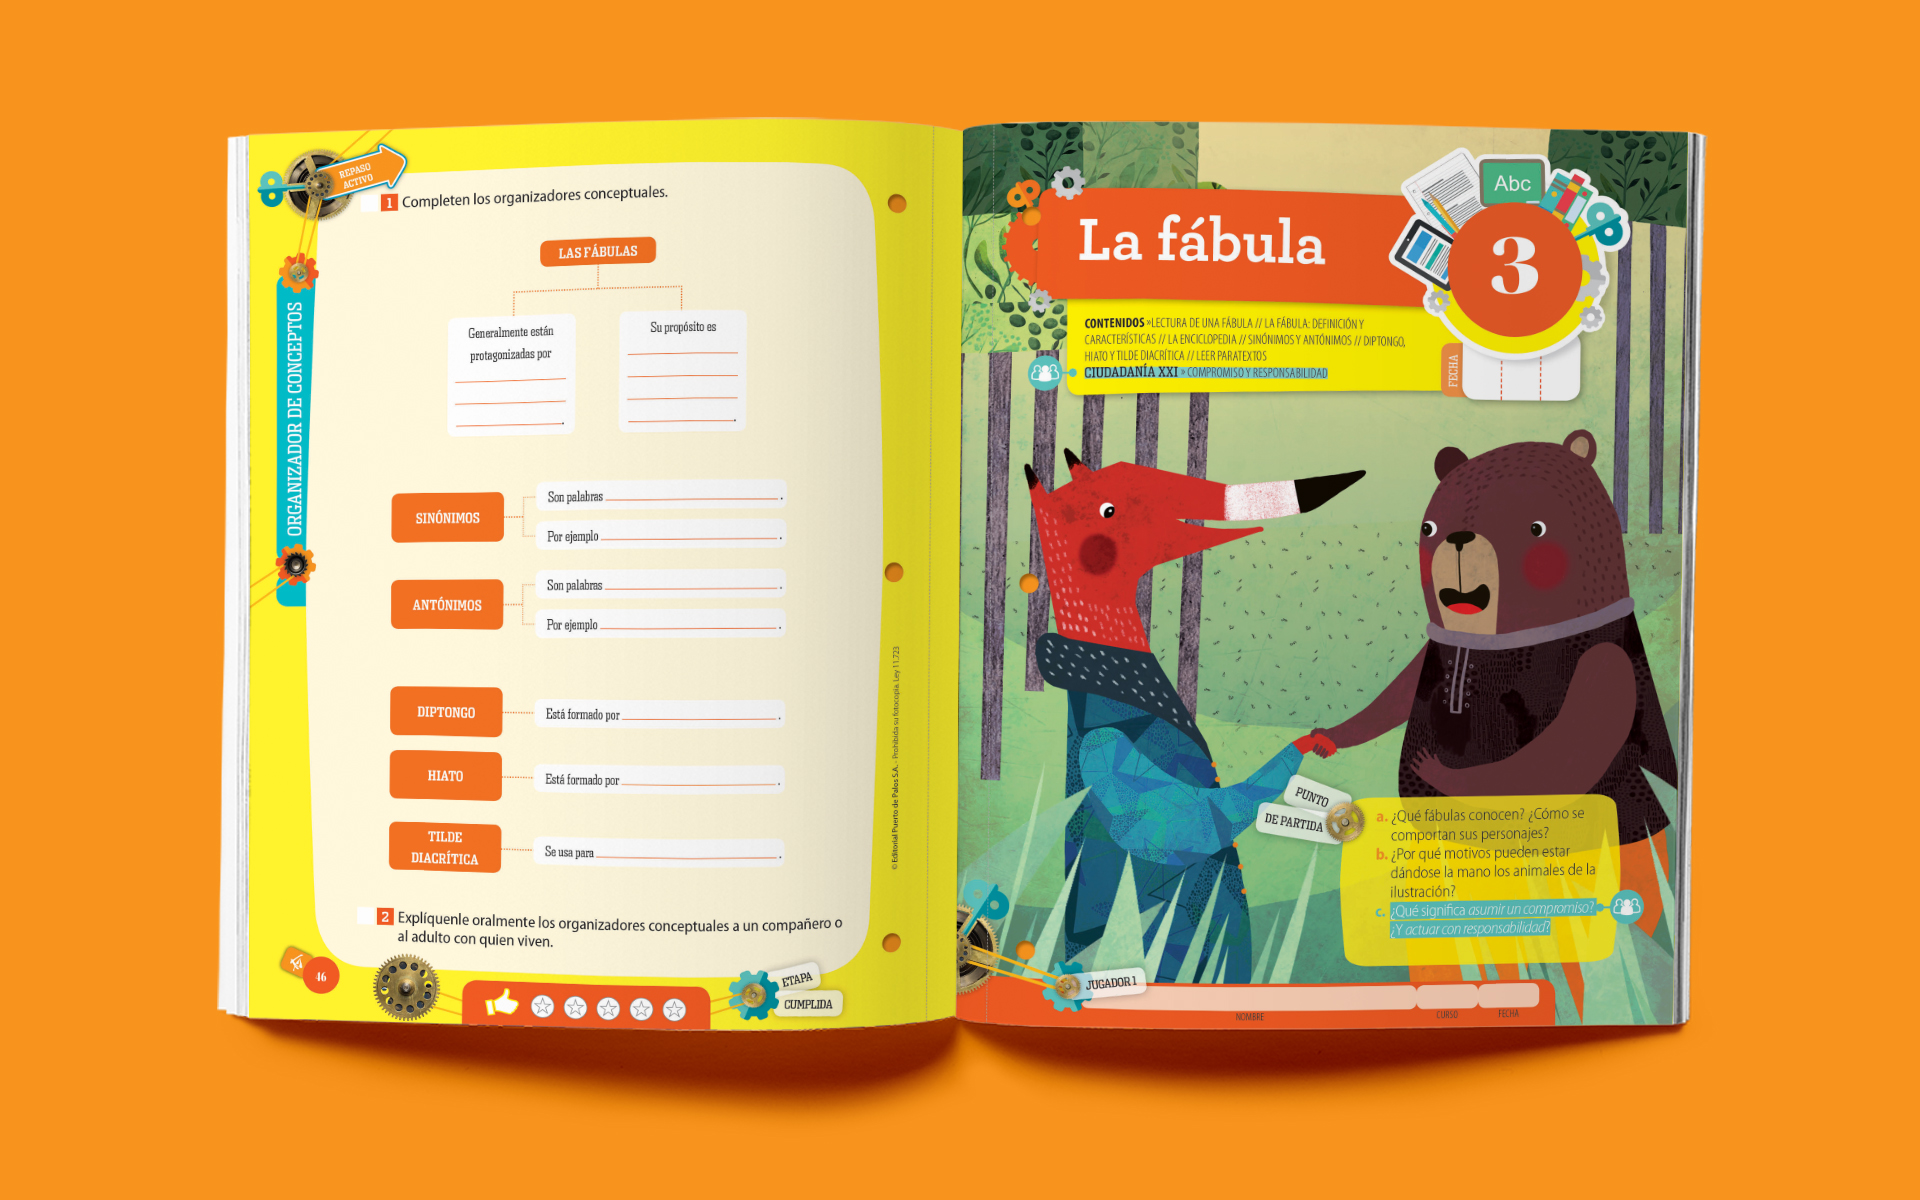 REPASO
ACTIVO
1 Completen los organizadores conceptuales.
LAS FÁBULAS
Generalmente están
protagonizadas por
.
Su propósito es
.
ORGANIZADOR DE CONCEPTOS
SINÓNIMOS
Son palabras .
Por ejemplo .
ANTÓNIMOS
Son palabras .
Por ejemplo .
DIPTONGO
Está formado por .
HIATO
Está formado por .
TILDE
DIACRÍTICA
Se usa para .
2 Explíquenle oralmente los organizadores conceptuales a un compañero o
al adulto con quien viven.
46
ETAPA
CUMPLIDA
© Editorial Puerto de Palos S.A. - Prohibida su fotocopia. Ley 11.723
La fábula
Abc
3
CONTENIDOS »LECTURA DE UNA FÁBULA // LA FÁBULA: DEFINICIÓN Y
CARACTERÍSTICAS // LA ENCICLOPEDIA // SINÓNIMOS Y ANTÓNIMOS // DIPTONGO,
HIATO Y TILDE DIACRÍTICA // LEER PARATEXTOS
CIUDADANÍA XXI » COMPROMISO Y RESPONSABILIDAD
FECHA
PUNTO
DE PARTIDA
a. ¿Qué fábulas conocen? ¿Cómo se
comportan sus personajes?
b. ¿Por qué motivos pueden estar
dándose la mano los animales de la
ilustración?
c. ¿Qué significa asumir un compromiso?
¿Y actuar con responsabilidad?
JUGADOR 1
NOMBRE
CURSO
FECHA